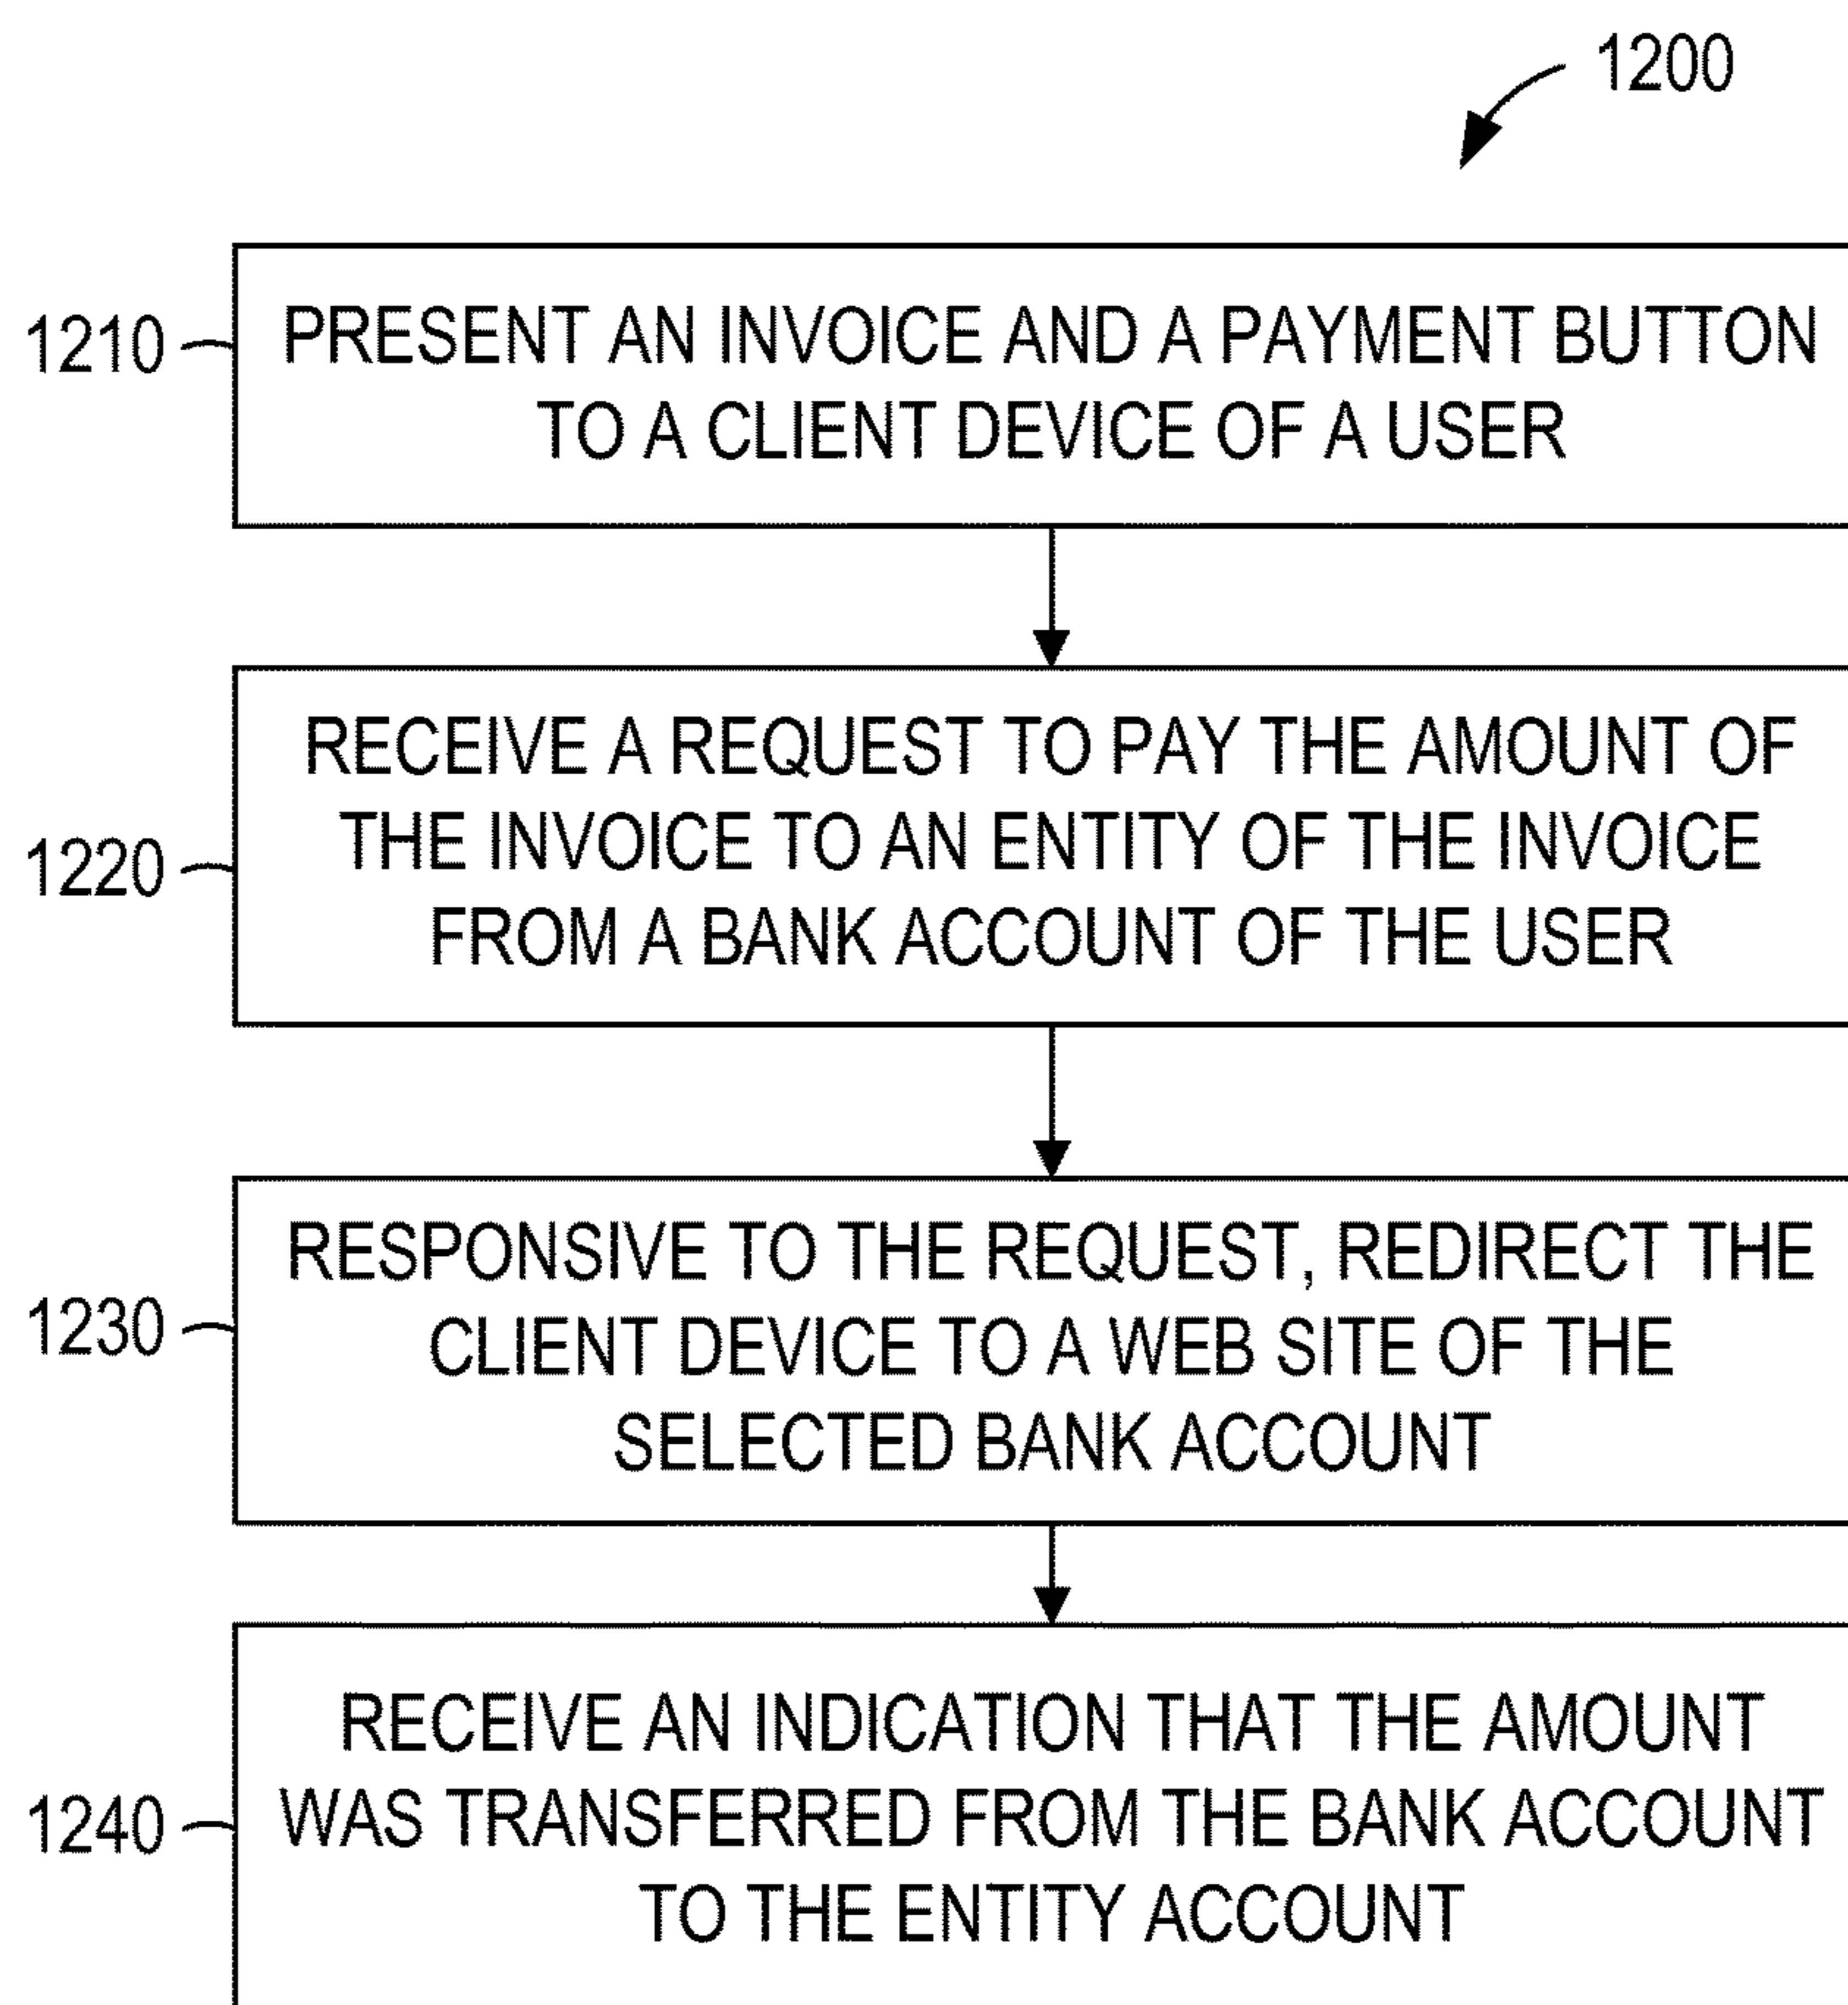 1200
1210
PRESENT AN INVOICE AND A PAYMENT BUTTON
TO A CLIENT DEVICE OF A USER
RECEIVE A REQUEST TO PAY THE AMOUNT OF
1220
THE INVOICE TO AN ENTITY OF THE INVOICE
FROM A BANK ACCOUNT OF THE USER
RESPONSIVE TO THE REQUEST, REDIRECT THE
1230
CLIENT DEVICE TO A WEB SITE OF THE
SELECTED BANK ACCOUNT
RECEIVE AN INDICATION THAT THE AMOUNT
1240
WAS TRANSFERRED FROM THE BANK ACCOUNT
TO THE ENTITY ACCOUNT